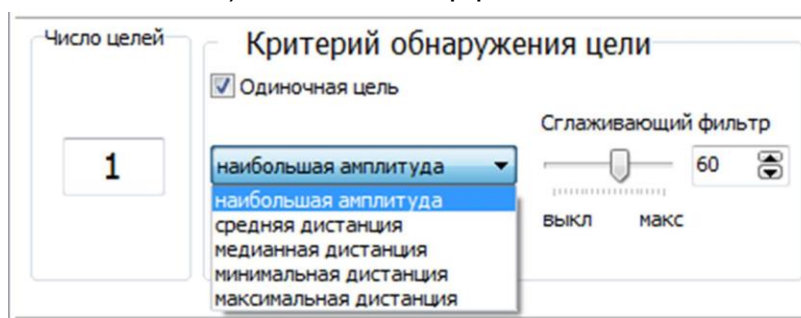 Число целей
Критерий обнаружения цели
Одиночная цель
Сглаживающий фильтр
1
наибольшая амплитуда
60
наибольшая амплитуда
средняя дистанция
выкл макс
медианная дистанция
минимальная дистанция
максимальная дистанция